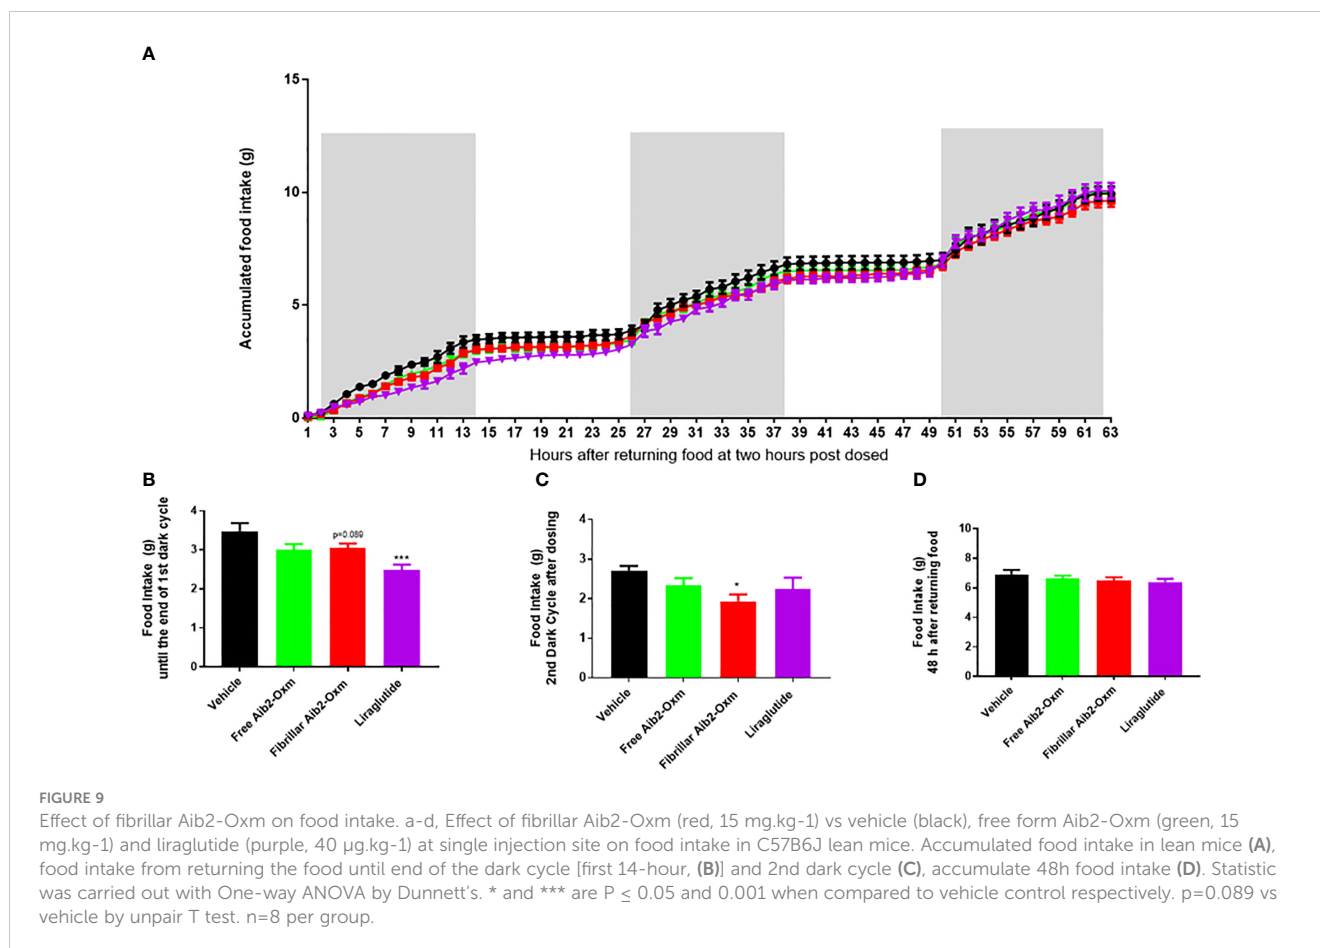 A
Accumulated food intake (g)
15
10
5
0
1 3 5 7 9 11 13 15 17 19 21 23 25 27 29 31 33 35 37 39 41 43 45 47 49 51 53 55 57 59 61 63
Hours after returning food at two hours post dosed
B
Food Intake (g)
until the end of 1st dark cycle
4
3
2
1
0
p=0.089
***
Vehicle
Free Aib2-Oxm
Fibrillar Aib2-Oxm
Liraglutide
C
Food Intake (g)
2nd Dark Cycle after dosing
4
3
2
1
0
*
Vehicle
Free Aib2-Oxm
Fibrillar Aib2-Oxm
Liraglutide
D
Food Intake (g)
48 h after returning food
10
8
6
4
2
0
Vehicle
Free Aib2-Oxm
Fibrillar Aib2-Oxm
Liraglutide
FIGURE 9
Effect of fibrillar Aib2-Oxm on food intake. a-d, Effect of fibrillar Aib2-Oxm (red, 15 mg.kg-1) vs vehicle (black), free form Aib2-Oxm (green, 15
mg.kg-1) and liraglutide (purple, 40 µg.kg-1) at single injection site on food intake in C57B6J lean mice. Accumulated food intake in lean mice (A),
food intake from returning the food until end of the dark cycle [first 14-hour, (B)] and 2nd dark cycle (C), accumulate 48h food intake (D). Statistic
was carried out with One-way ANOVA by Dunnett's. * and *** are P ≤ 0.05 and 0.001 when compared to vehicle control respectively. p=0.089 vs
vehicle by unpair T test. n=8 per group.